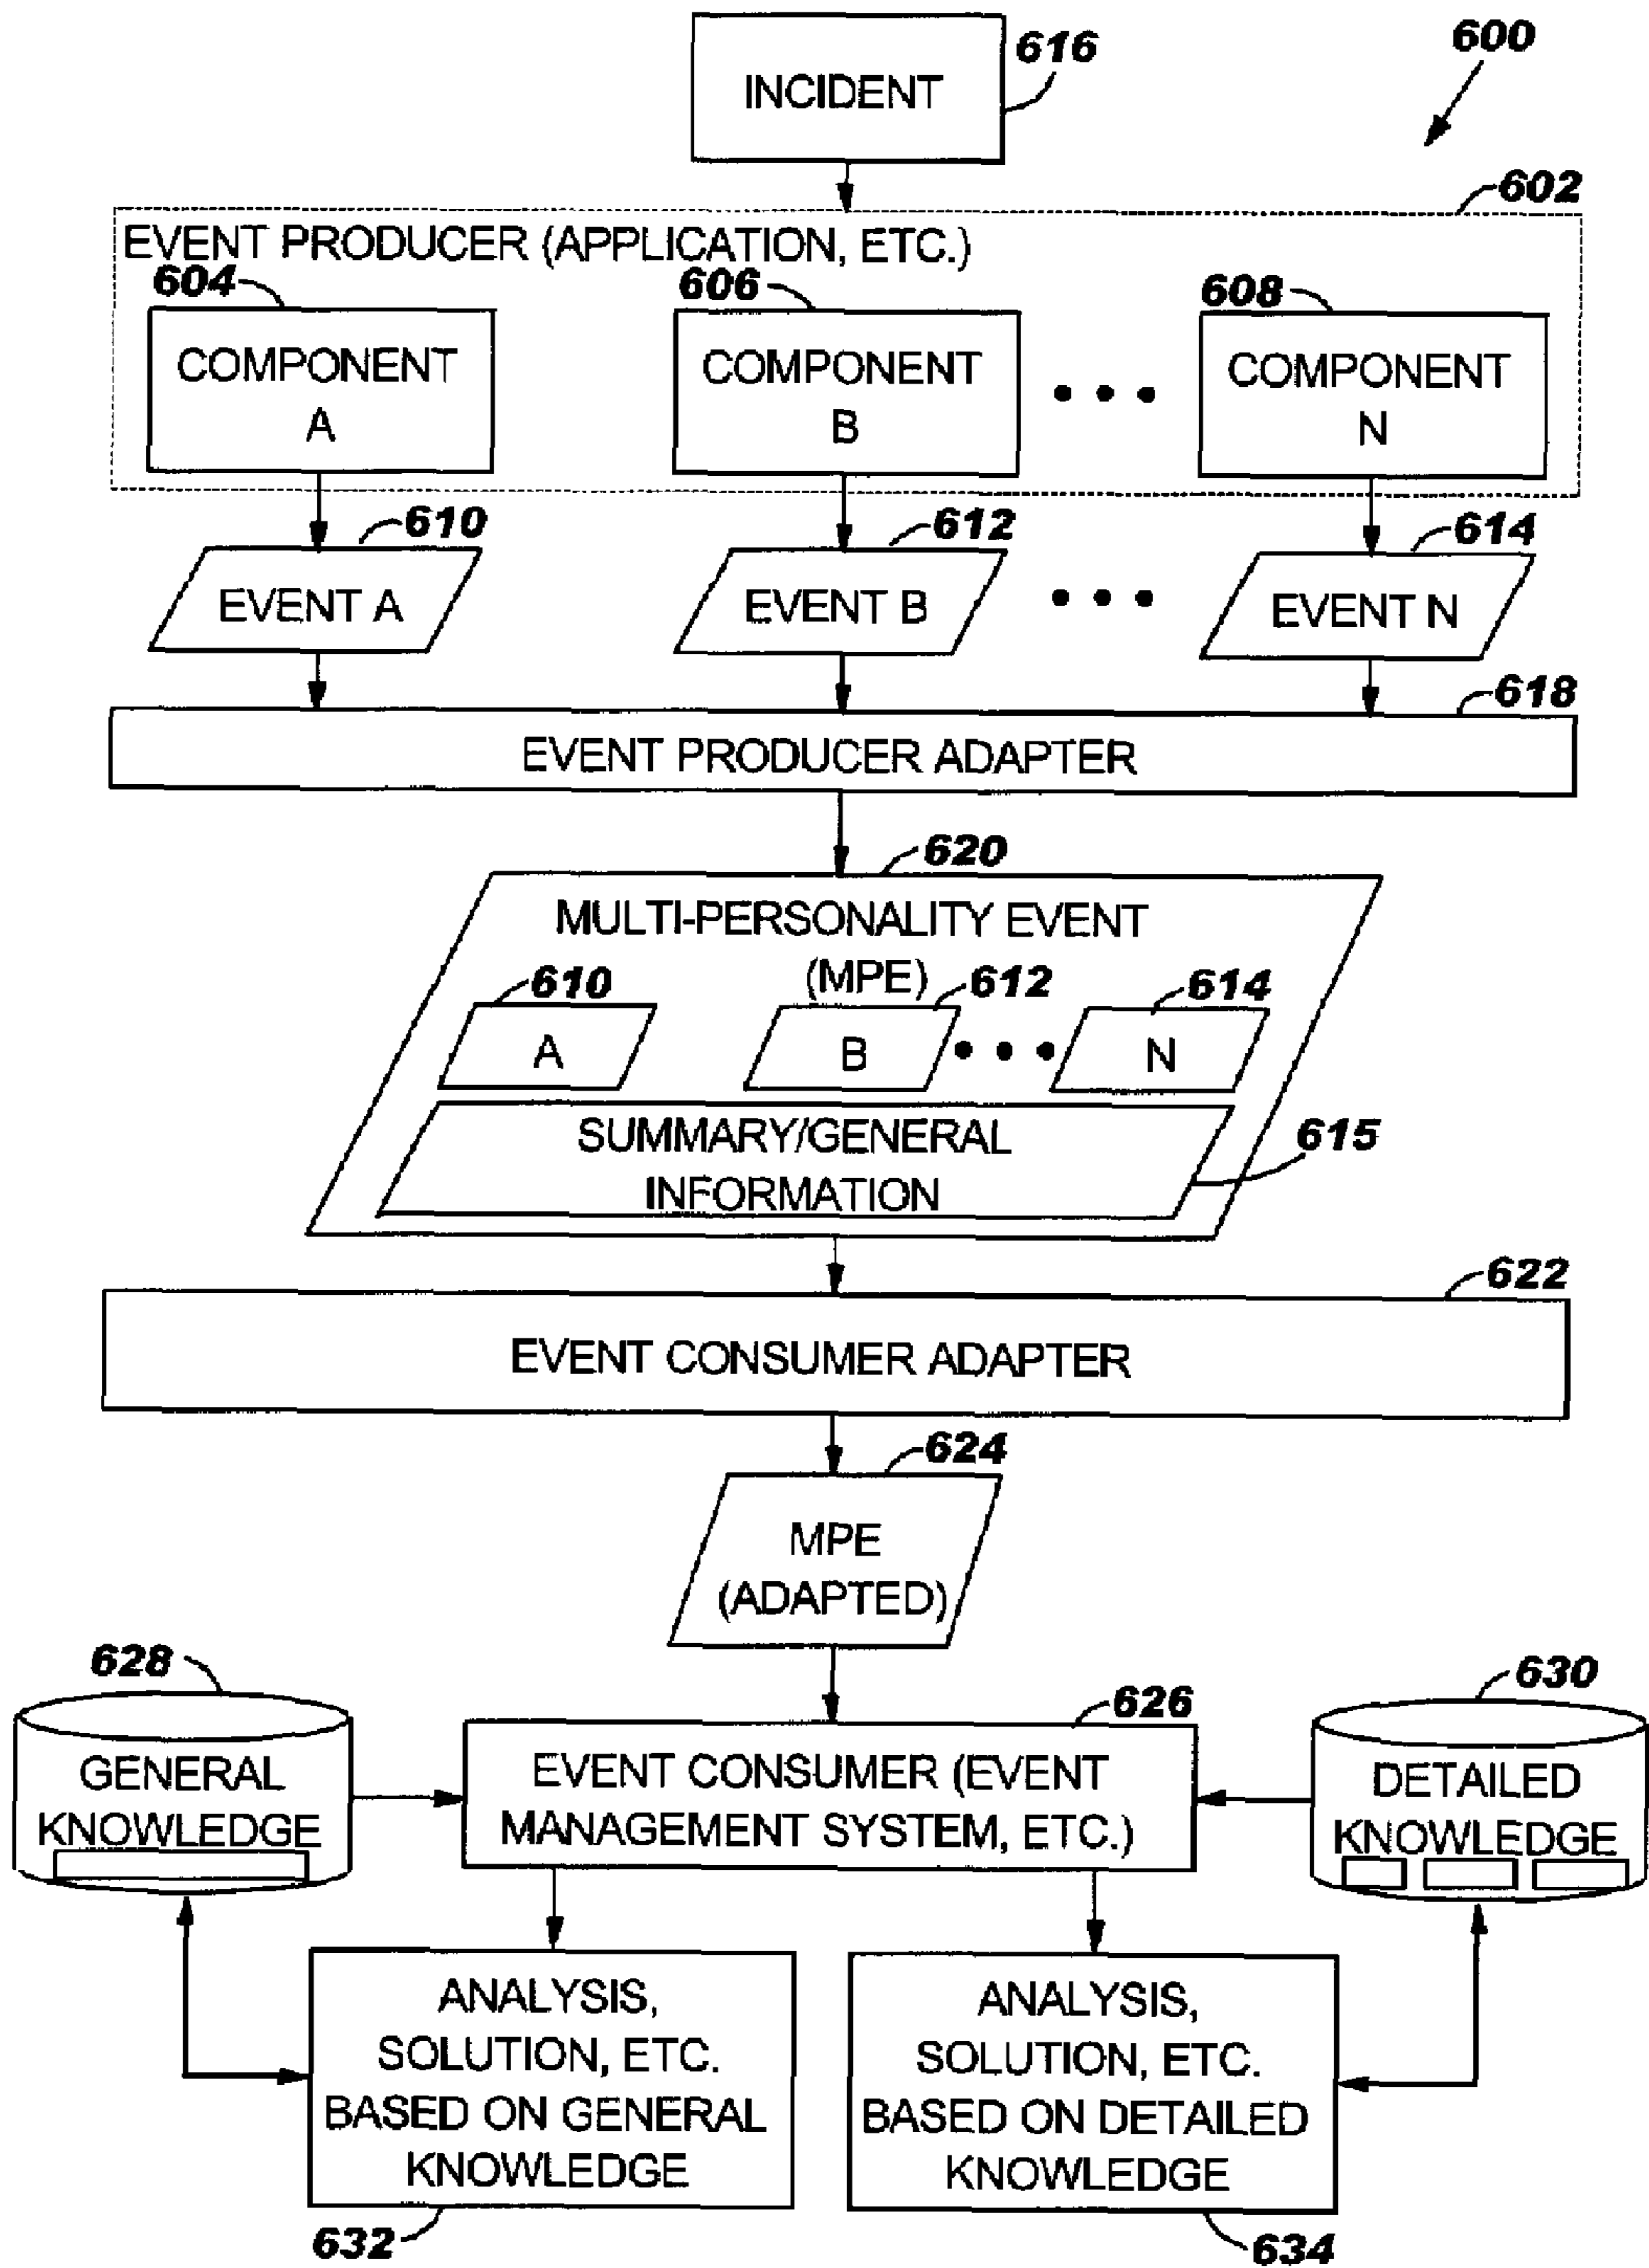 616
600
INCIDENT
602
EVENT PRODUCER (APPLICATION, ETC.)
604
606
608
COMPONENT
A
COMPONENT
B
COMPONENT
N
610
612
614
EVENT A
EVENT B
EVENT N
618
EVENT PRODUCER ADAPTER
620
MULTI-PERSONALITY EVENT
(MPE)
610
612
614
A
B
N
SUMMARY/GENERAL
INFORMATION
615
622
EVENT CONSUMER ADAPTER
624
MPE
(ADAPTED)
628
626
630
GENERAL
KNOWLEDGE
EVENT CONSUMER (EVENT
MANAGEMENT SYSTEM, ETC.)
DETAILED
KNOWLEDGE
ANALYSIS,
SOLUTION, ETC.
BASED ON GENERAL
KNOWLEDGE
ANALYSIS,
SOLUTION, ETC.
BASED ON DETAILED
KNOWLEDGE
632
634